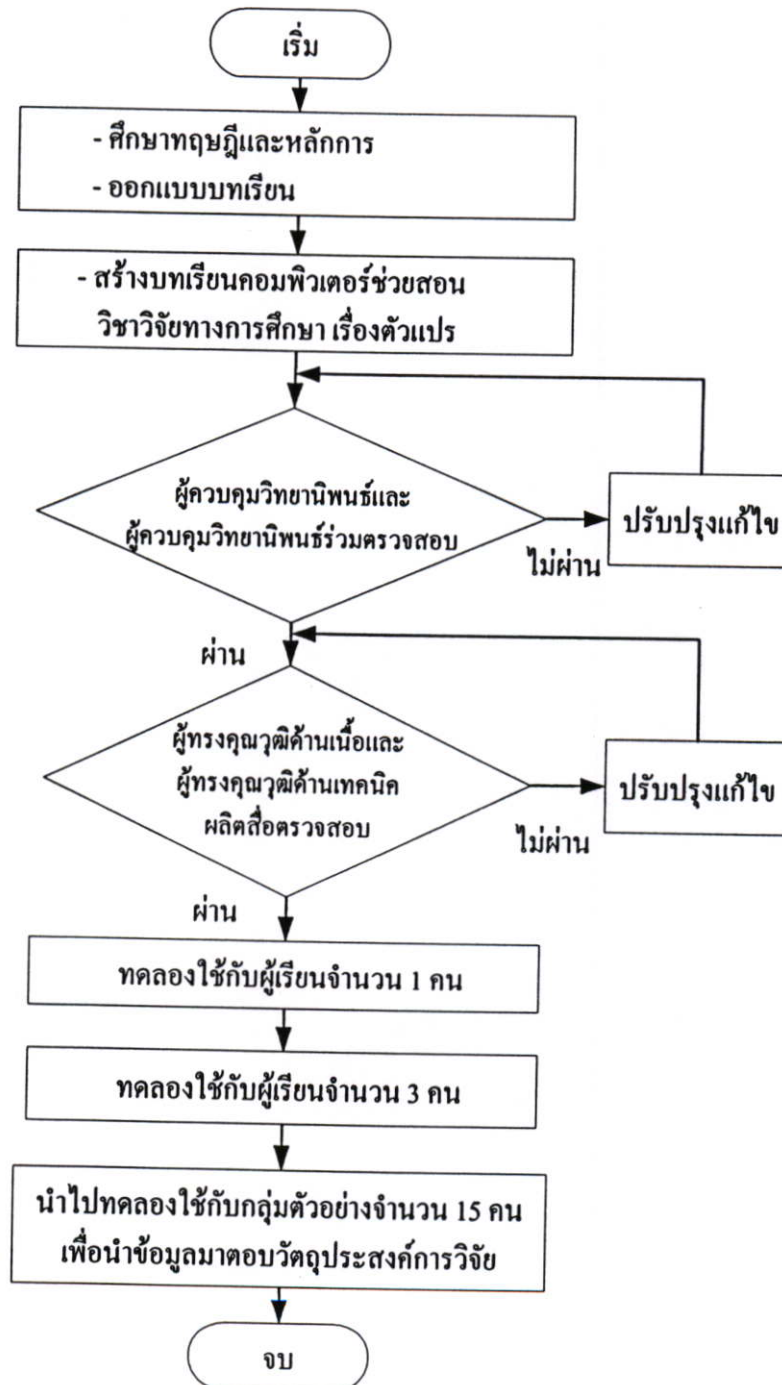 เริ่ม
- ศึกษาทฤษฎีและหลักการ
- ออกแบบบทเรียน
- สร้างบทเรียนคอมพิวเตอร์ช่วยสอน
วิชาวิจัยทางการศึกษา เรื่องตัวแปร
ผู้ควบคุมวิทยานิพนธ์และ
ผู้ควบคุมวิทยานิพนธ์ร่วมตรวจสอบ
ปรับปรุงแก้ไข
ไม่ผ่าน
ผ่าน
ผู้ทรงคุณวุฒิด้านเนื้อและ
ผู้ทรงคุณวุฒิด้านเทคนิค
ผลิตสื่อตรวจสอบ
ปรับปรุงแก้ไข
ไม่ผ่าน
ผ่าน
ทดลองใช้กับผู้เรียนจำนวน 1 คน
ทดลองใช้กับผู้เรียนจำนวน 3 คน
นำไปทดลองใช้กับกลุ่มตัวอย่างจำนวน 15 คน
เพื่อนำข้อมูลมาตอบวัตถุประสงค์การวิจัย
จบ